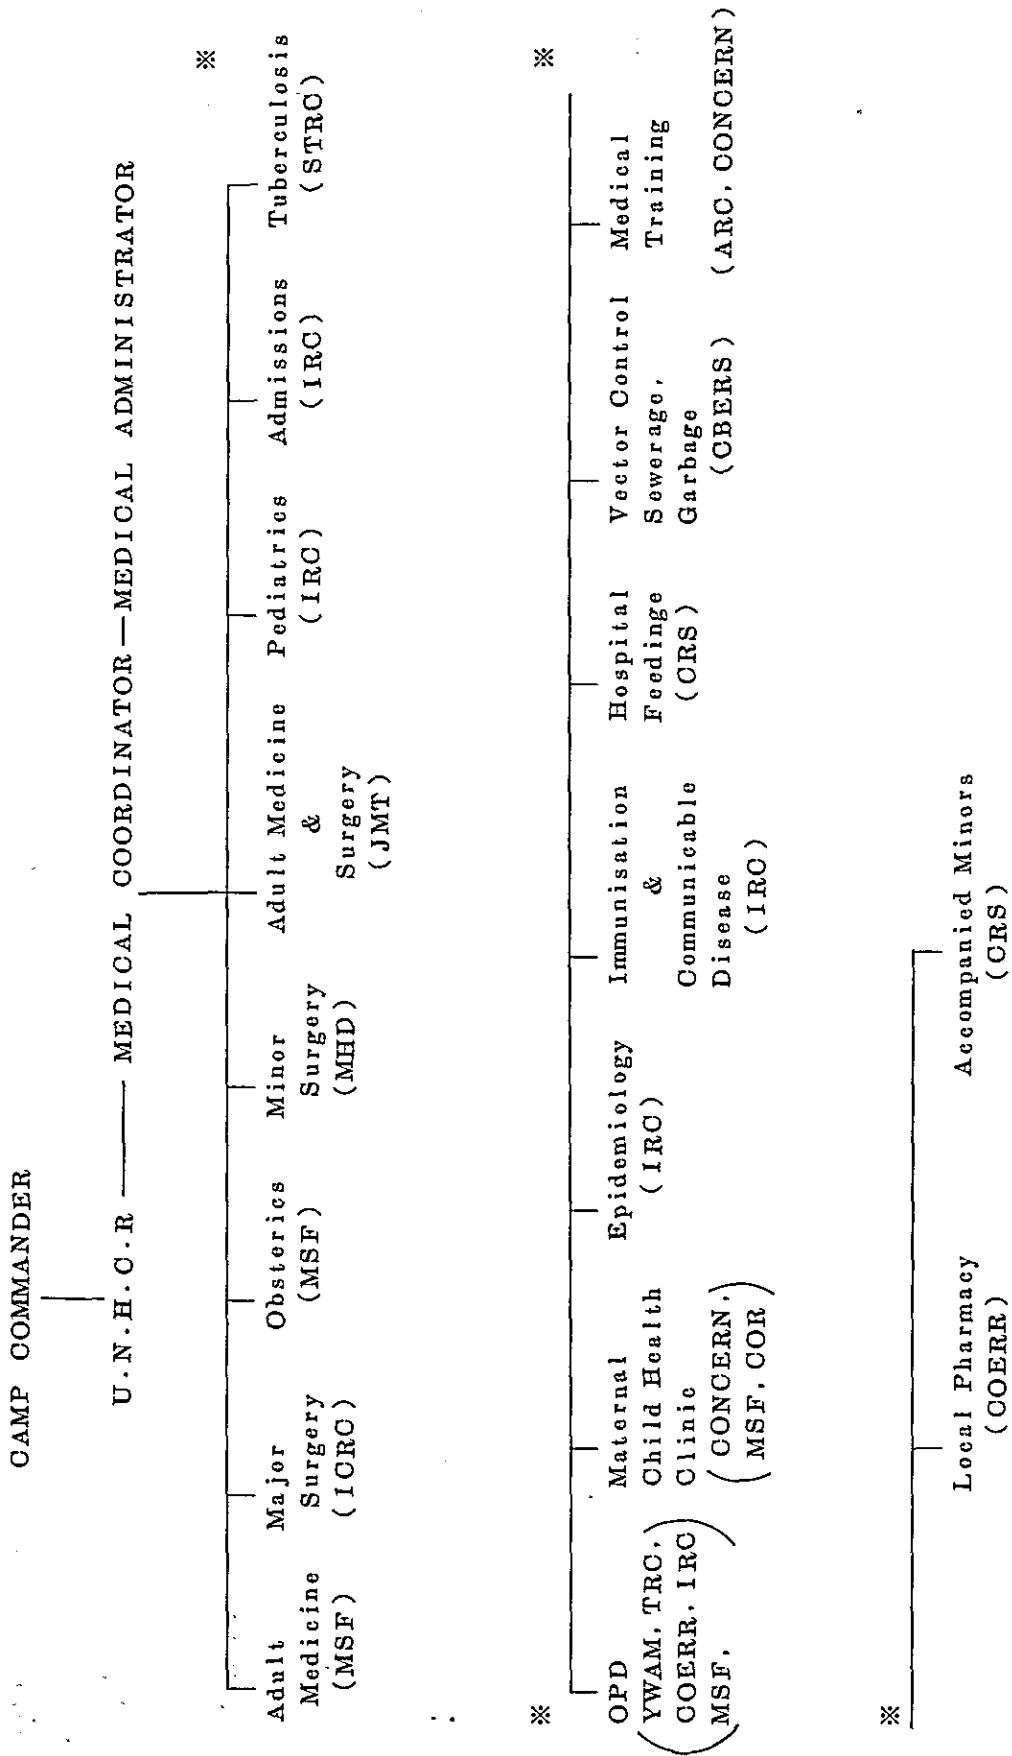 CAMP COMMANDER
U.N.H.C.R — MEDICAL COORDINATOR — MEDICAL ADMINISTRATOR
※
Adult
Medicine
(MSF)
Major
Surgery
(ICRC)
Obsterics
(MSF)
Minor
Surgery
(MHD)
Adult Medicine
&
Surgery
(JMT)
Pediatrics
(IRC)
Admissions
(IRC)
Tuberculosis
(STRC)
※
※
OPD
(YWAM, TRC,
COERR, IRC
MSF, )
Maternal
Child Health
Clinic
(CONCERN,
MSF, COR)
Epidemiology
(IRC)
Immunisation
&
Communicable
Disease
(IRC)
Hospital
Feedinge
(CRS)
Vector Control
Sewerage,
Garbage
(CBERS)
Medical
Training
(ARC, CONCERN)
※
Local Pharmacy
(COERR)
Accompanied Minors
(CRS)